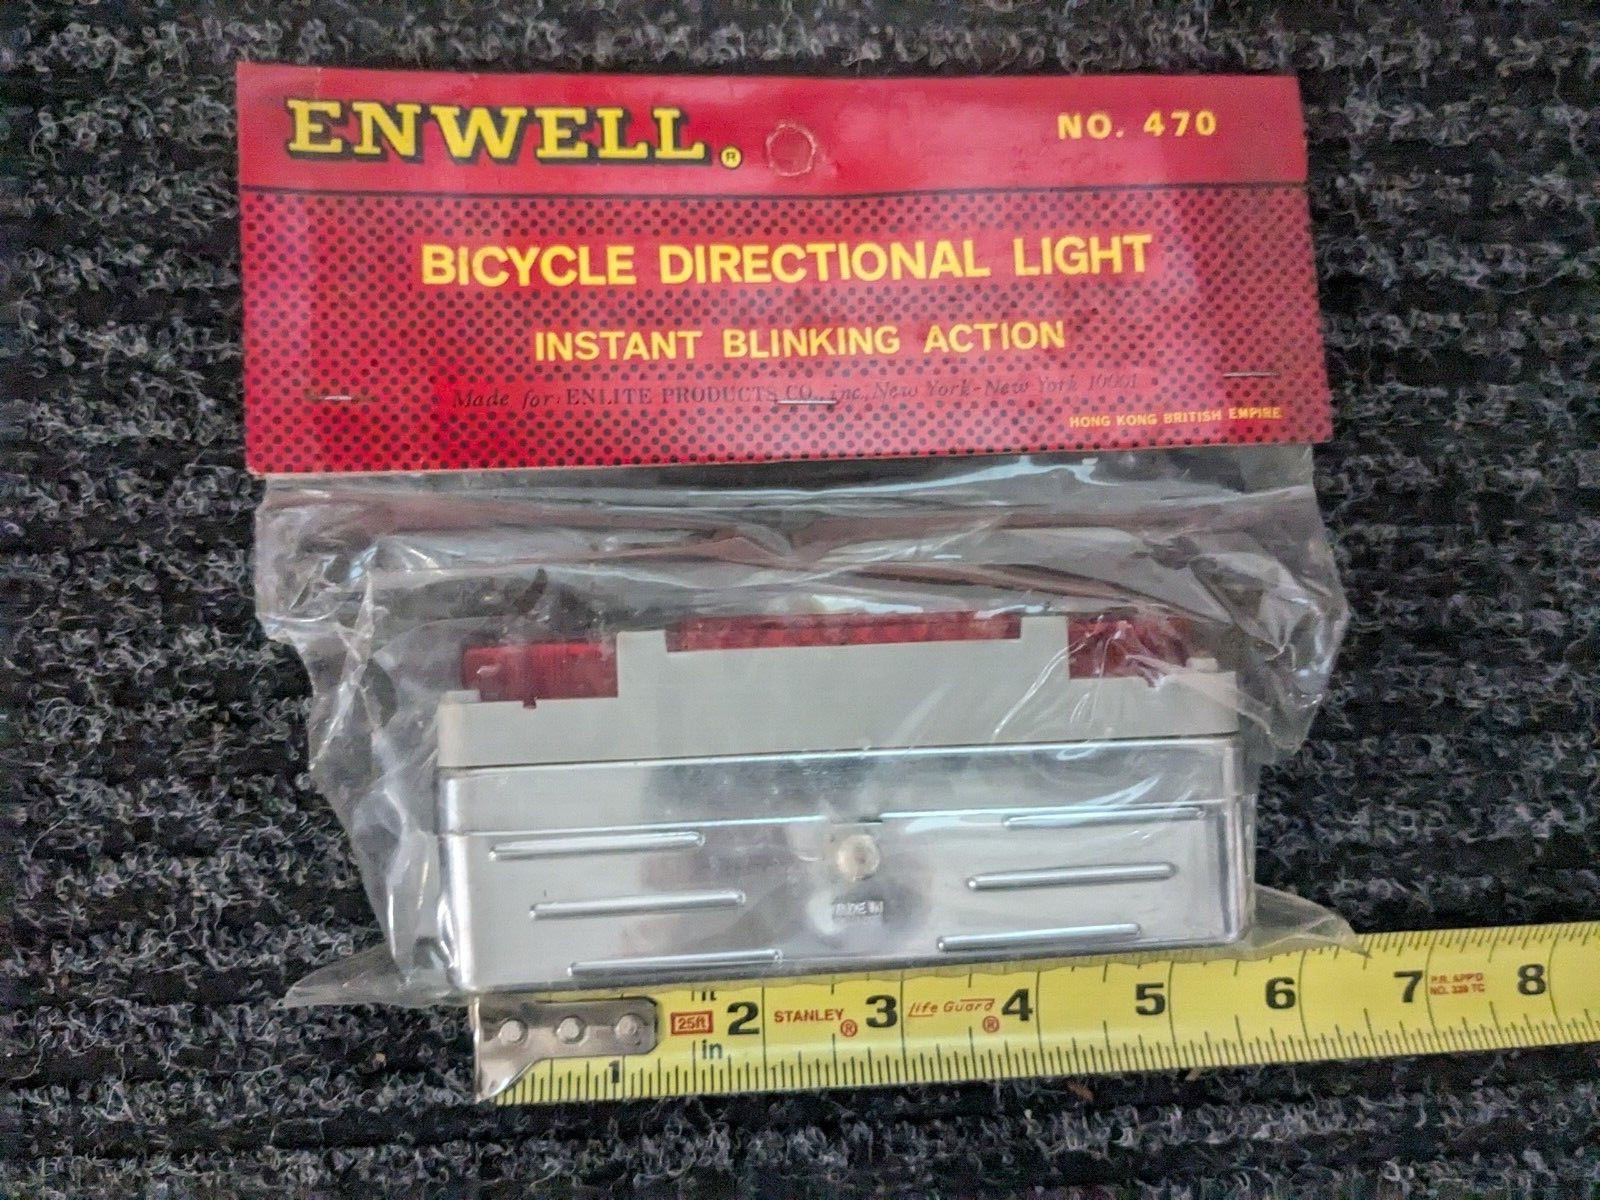 ENWELL®
NO. 470
BICYCLE DIRECTIONAL LIGHT
INSTANT BLINKING ACTION
Made for: ENLITE PRODUCTS CO., inc., New York-New York 10001
HONG KONG BRITISH EMPIRE
MADE IN
ft
25ft 2 STANLEY® 3 Life Guard® 4 5 6 7 P.R. APP'D 8
in
1